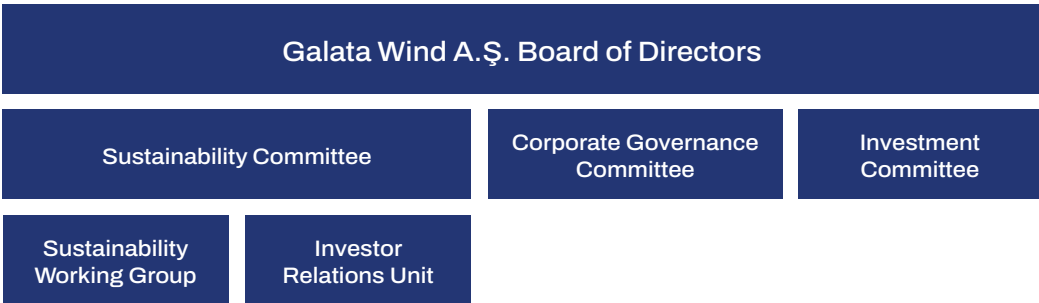 Galata Wind A.Ş. Board of Directors
Sustainability Committee
Corporate Governance
Committee
Investment
Committee
Sustainability
Working Group
Investor
Relations Unit